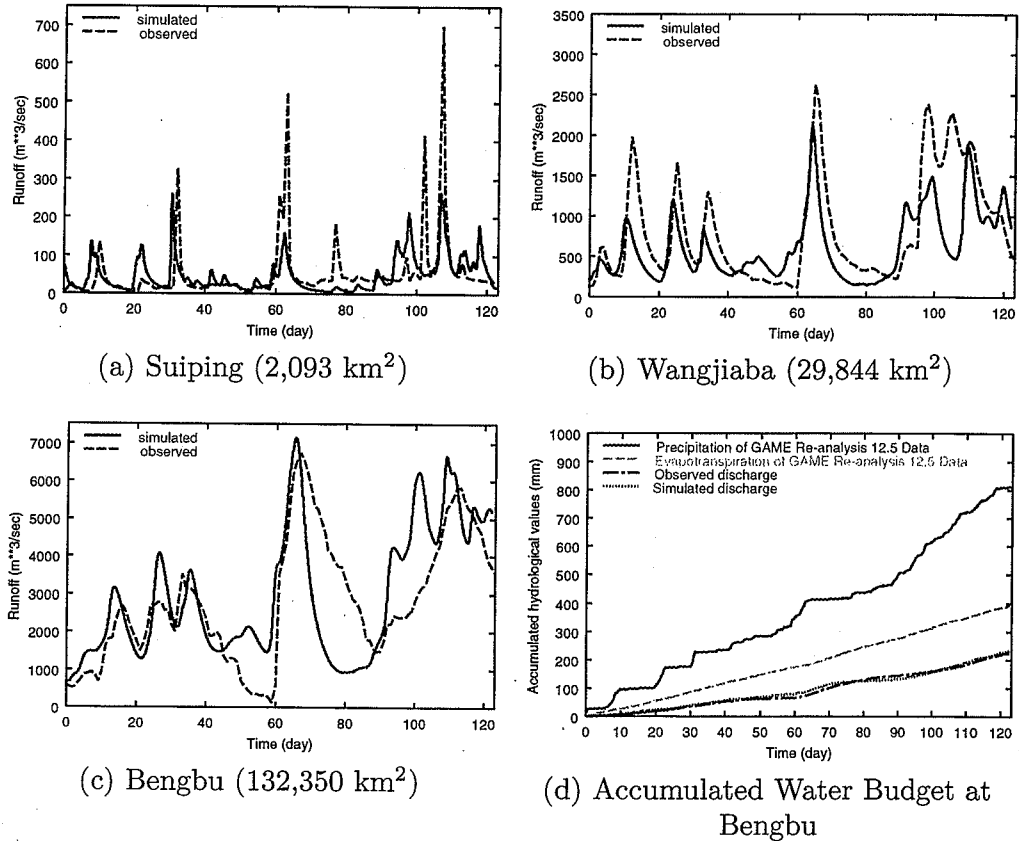 simulated
observed
Runoff (m**3/sec)
700
600
500
400
300
200
100
0
0 20 40 60 80 100 120
Time (day)
(a) Suiping (2,093 km²)
simulated
observed
Runoff (m**3/sec)
3500
3000
2500
2000
1500
1000
500
0
0 20 40 60 80 100 120
Time (day)
(b) Wangjiaba (29,844 km²)
simulated
observed
Runoff (m**3/sec)
7000
6000
5000
4000
3000
2000
1000
0
0 20 40 60 80 100 120
Time (day)
(c) Bengbu (132,350 km²)
Precipitation of GAME Re-analysis 12.5 Data
Evapotranspiration of GAME Re-analysis 12.5 Data
Observed discharge
Simulated discharge
Accumulated hydrological values (mm)
1000
900
800
700
600
500
400
300
200
100
0
0 10 20 30 40 50 60 70 80 90 100 110 120
Time (day)
(d) Accumulated Water Budget at
Bengbu